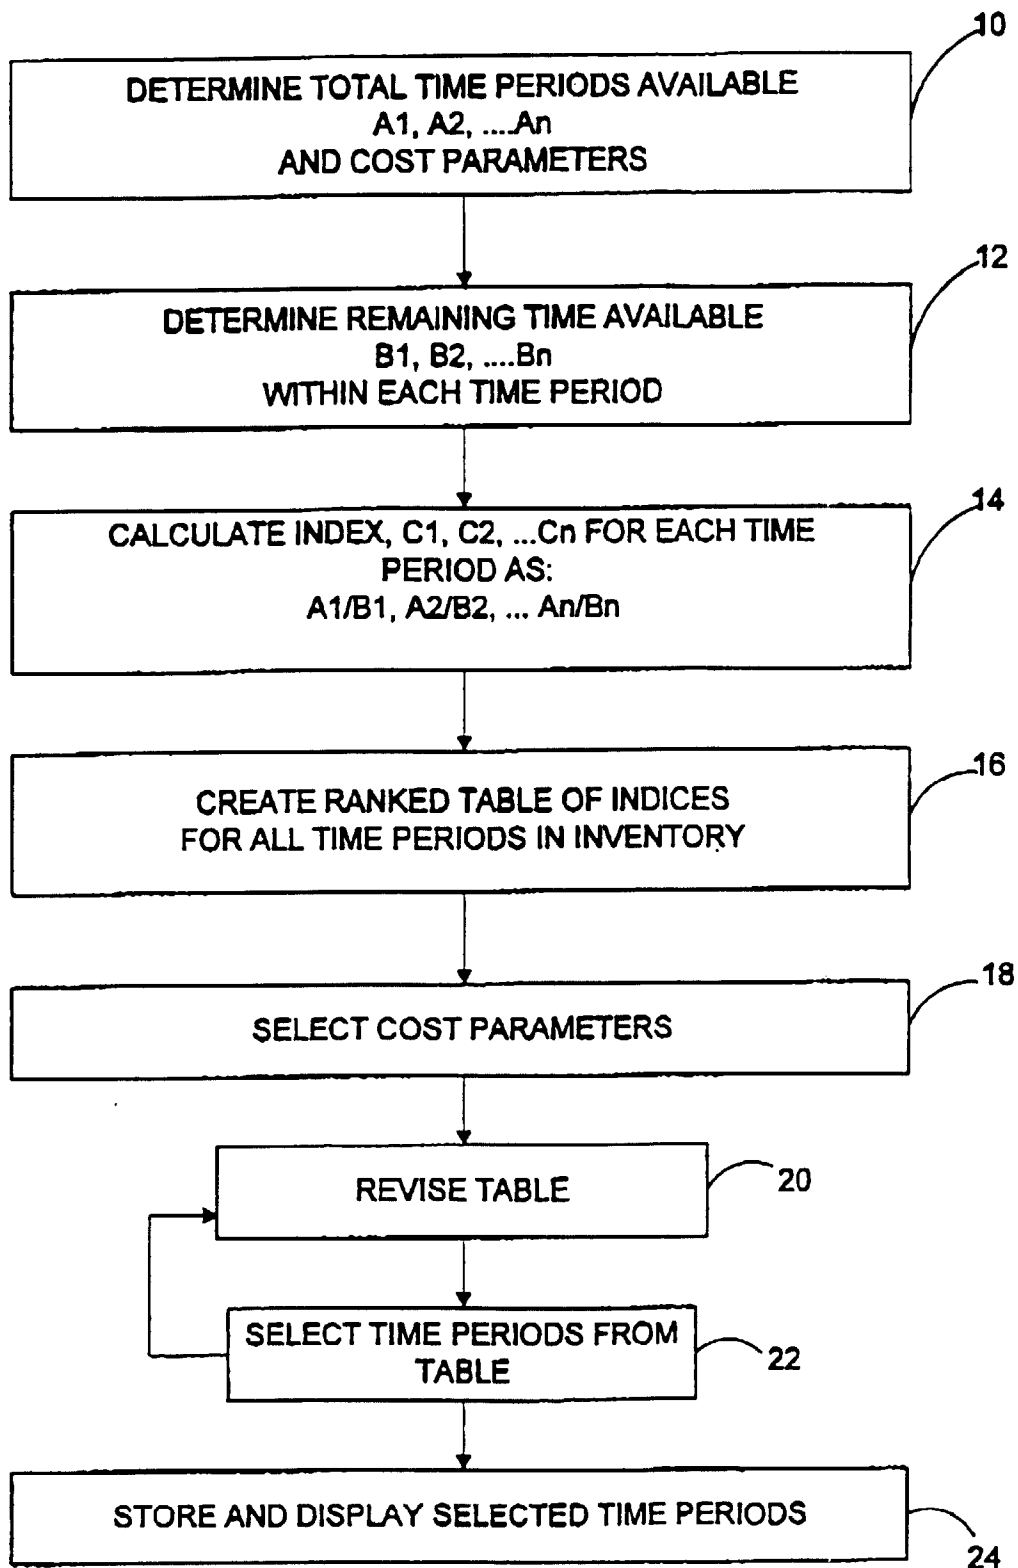 10
DETERMINE TOTAL TIME PERIODS AVAILABLE
A1, A2, ....An
AND COST PARAMETERS
12
DETERMINE REMAINING TIME AVAILABLE
B1, B2, ....Bn
WITHIN EACH TIME PERIOD
14
CALCULATE INDEX, C1, C2, ...Cn FOR EACH TIME
PERIOD AS:
A1/B1, A2/B2, ... An/Bn
16
CREATE RANKED TABLE OF INDICES
FOR ALL TIME PERIODS IN INVENTORY
18
SELECT COST PARAMETERS
REVISE TABLE
20
SELECT TIME PERIODS FROM
TABLE
22
STORE AND DISPLAY SELECTED TIME PERIODS
24